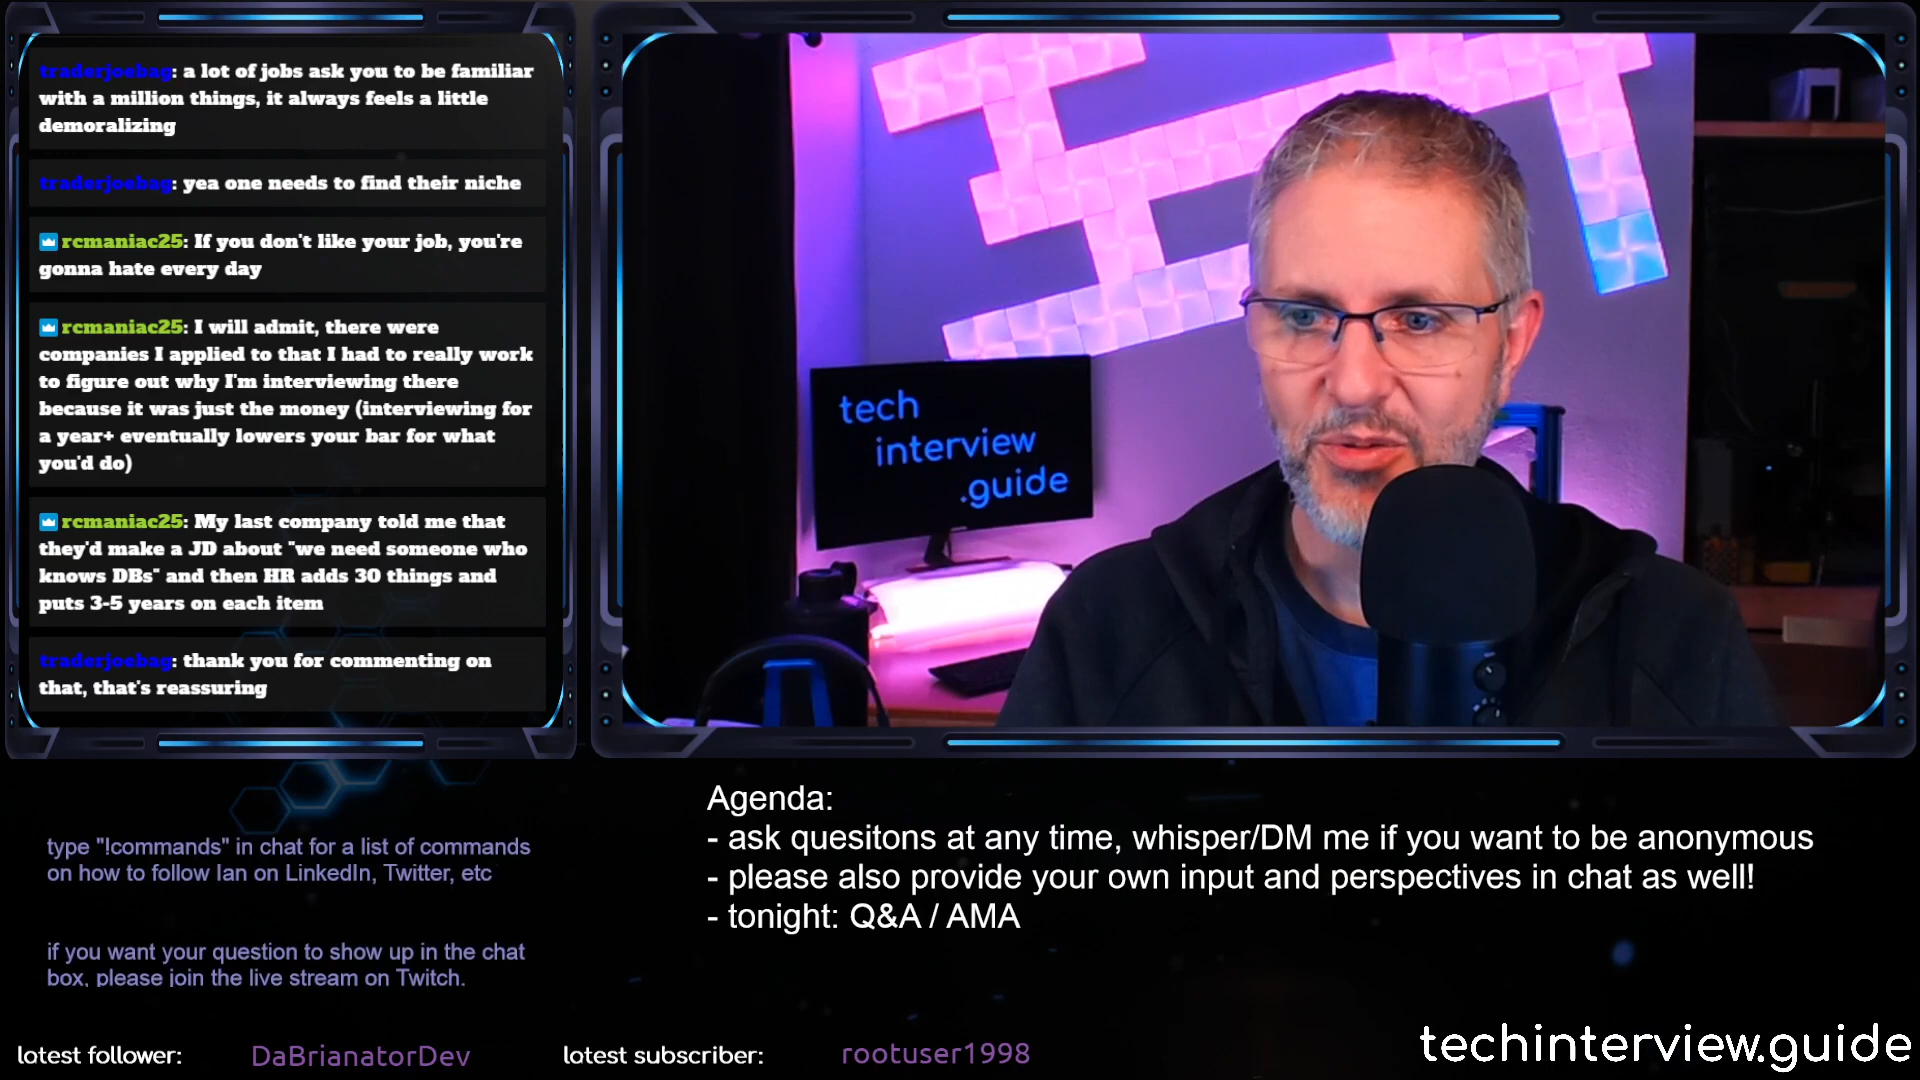 traderjoebag: a lot of jobs ask you to be familiar
with a million things, it always feels a little
demoralizing
traderjoebag: yea one needs to find their niche
rcmaniac25: If you don't like your job, you're
gonna hate every day
rcmaniac25: I will admit, there were
companies I applied to that I had to really work
to figure out why I'm interviewing there
because it was just the money (interviewing for
a year+ eventually lowers your bar for what
you'd do)
rcmaniac25: My last company told me that
they'd make a JD about "we need someone who
knows DBs" and then HR adds 30 things and
puts 3-5 years on each item
traderjoebag: thank you for commenting on
that, that's reassuring
tech
interview
.guide
type "!commands" in chat for a list of commands
on how to follow Ian on LinkedIn, Twitter, etc
if you want your question to show up in the chat
box, please join the live stream on Twitch.
Agenda:
- ask quesitons at any time, whisper/DM me if you want to be anonymous
- please also provide your own input and perspectives in chat as well!
- tonight: Q&A / AMA
latest follower: DaBrianatorDev
latest subscriber: rootuser1998
techinterview.guide